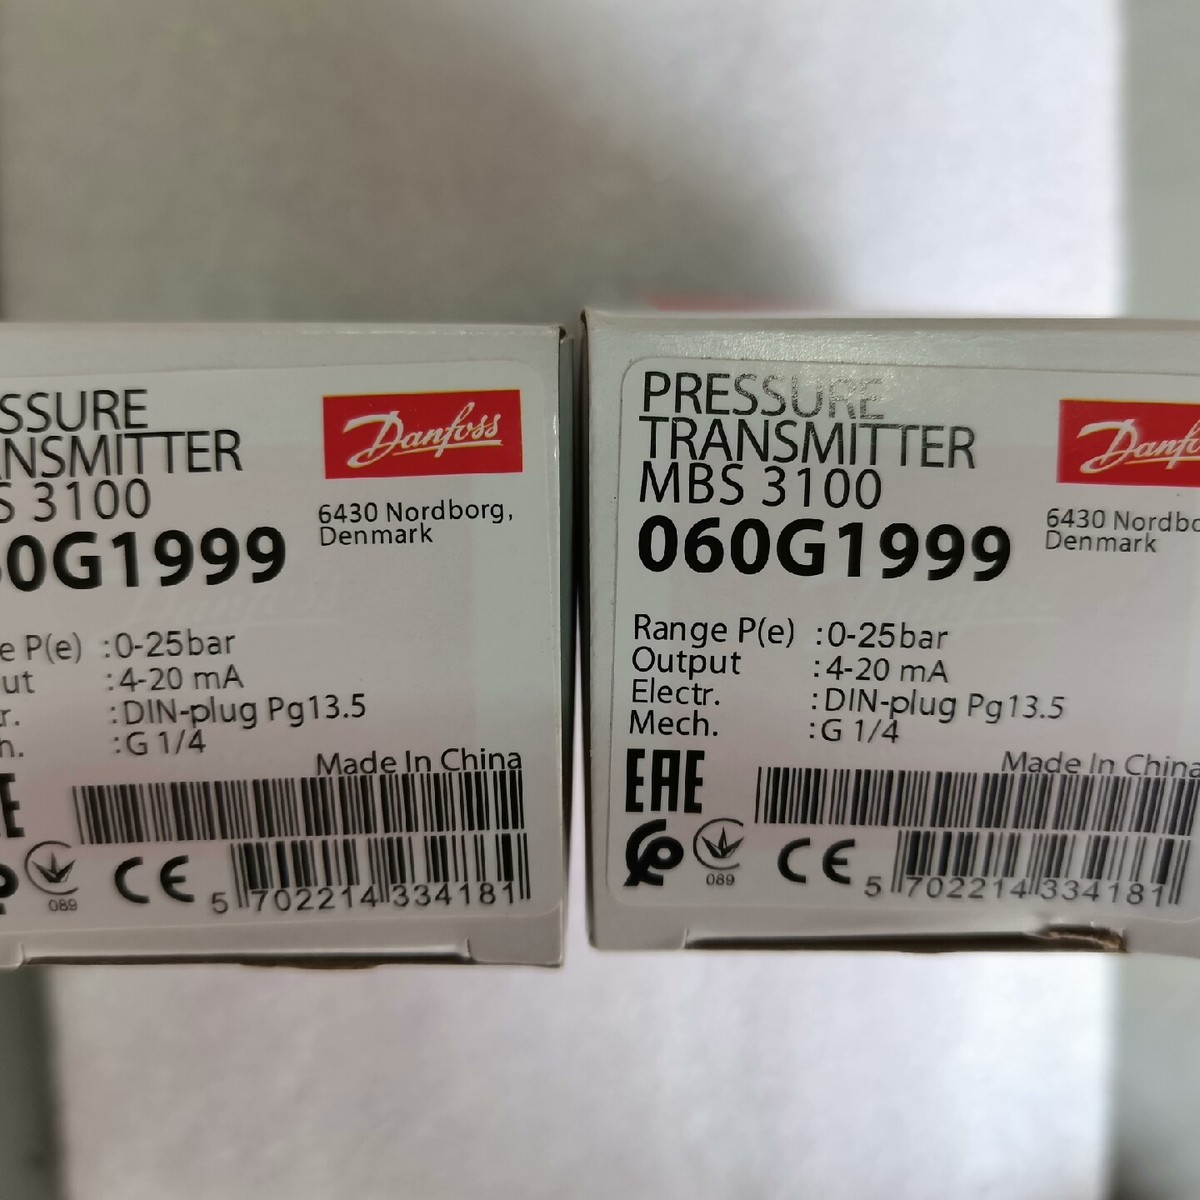 SSURE
NSMITTER
S 3100
0G1999
Danfoss
6430 Nordborg,
Denmark
e P(e) :0-25bar
ut :4-20 mA
r. :DIN-plug Pg13.5
h. :G 1/4
Made In China
089
CE
5 702214 334181
PRESSURE
TRANSMITTER
MBS 3100
060G1999
Danfo
6430 Nordbo
Denmark
Range P(e) :0-25bar
Output :4-20 mA
Electr. :DIN-plug Pg13.5
Mech. :G 1/4
Made In China
EAC
089
CE
5 702214 334181